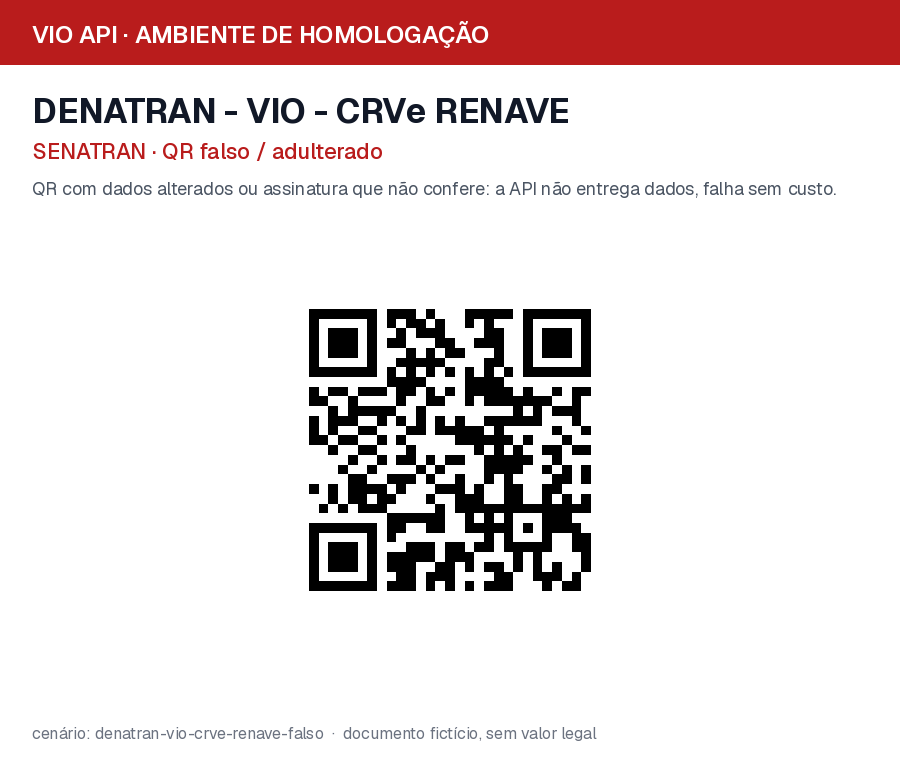 VIO API · AMBIENTE DE HOMOLOGAÇÃO
DENATRAN - VIO - CRVe RENAVE
SENATRAN · QR falso / adulterado
QR com dados alterados ou assinatura que não confere: a API não entrega dados, falha sem custo.
cenário: denatran-vio-crve-renave-falso · documento fictício, sem valor legal